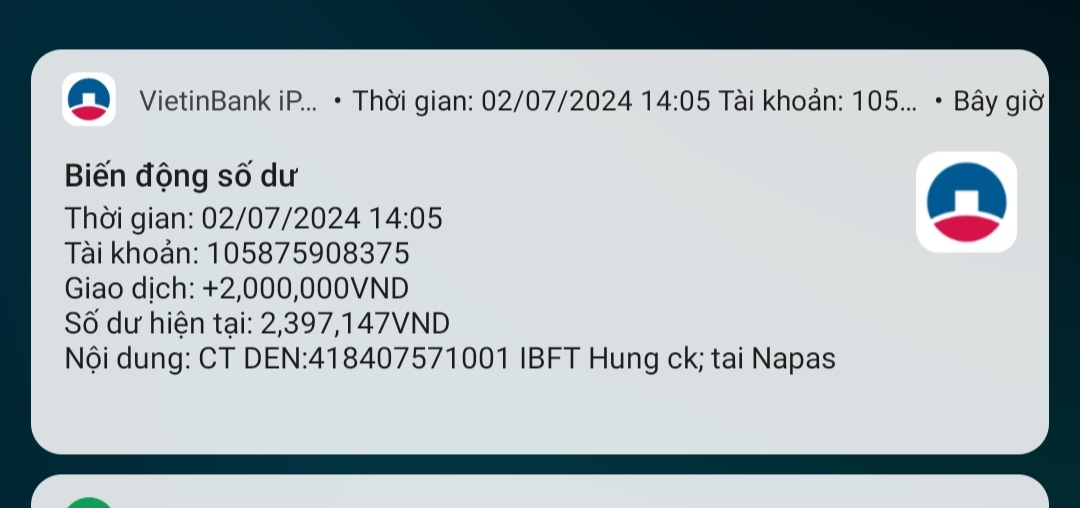 VietinBank iP... • Thời gian: 02/07/2024 14:05 Tài khoản: 105... • Bây giờ
Biến động số dư
Thời gian: 02/07/2024 14:05
Tài khoản: 105875908375
Giao dịch: +2,000,000VND
Số dư hiện tại: 2,397,147VND
Nội dung: CT DEN:418407571001 IBFT Hung ck; tai Napas